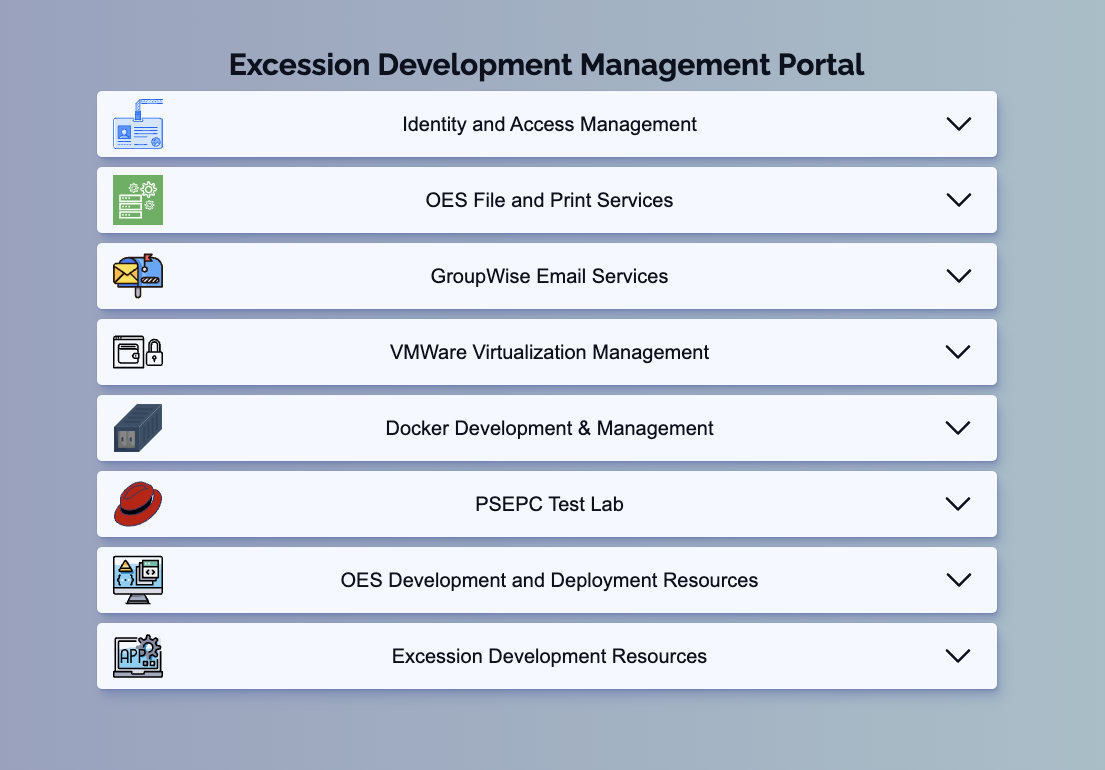 Excession Development Management Portal
Identity and Access Management
OES File and Print Services
GroupWise Email Services
VMWare Virtualization Management
Docker Development & Management
PSEPC Test Lab
OES Development and Deployment Resources
APP
Excession Development Resources